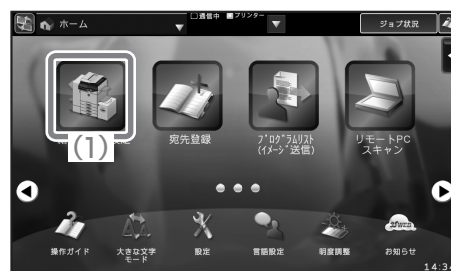 ホーム
□通信中 ■プリンター
ジョブ状況
(1)
宛先登録
ﾌﾟﾛｸﾞﾗﾑﾘｽﾄ
(ｲﾒｰｼﾞ送信)
リモートPC
スキャン
操作ガイド
大きな文字
モード
設定
言語設定
明度調整
WEB
お知らせ